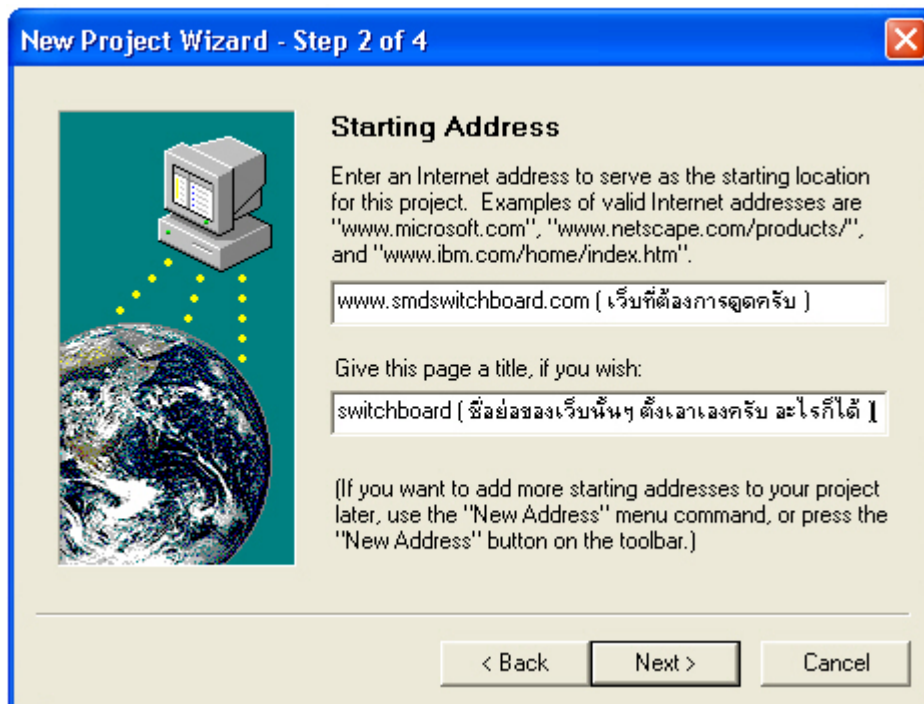 New Project Wizard - Step 2 of 4
Starting Address
Enter an Internet address to serve as the starting location
for this project. Examples of valid Internet addresses are
"www.microsoft.com", "www.netscape.com/products/",
and "www.ibm.com/home/index.htm".
www.smdswitchboard.com ( เว็บที่ต้องการดูดครับ )
Give this page a title, if you wish:
switchboard ( ชื่อย่อของเว็บนั้นๆ ตั้งเอาเองครับ อะไรก็ได้ )
(If you want to add more starting addresses to your project
later, use the "New Address" menu command, or press the
"New Address" button on the toolbar.)
< Back
Next >
Cancel